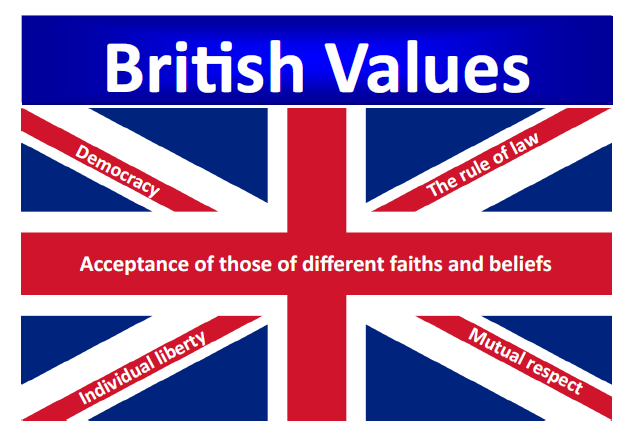 British Values
Democracy
The rule of law
Acceptance of those of different faiths and beliefs
Individual liberty
Mutual respect